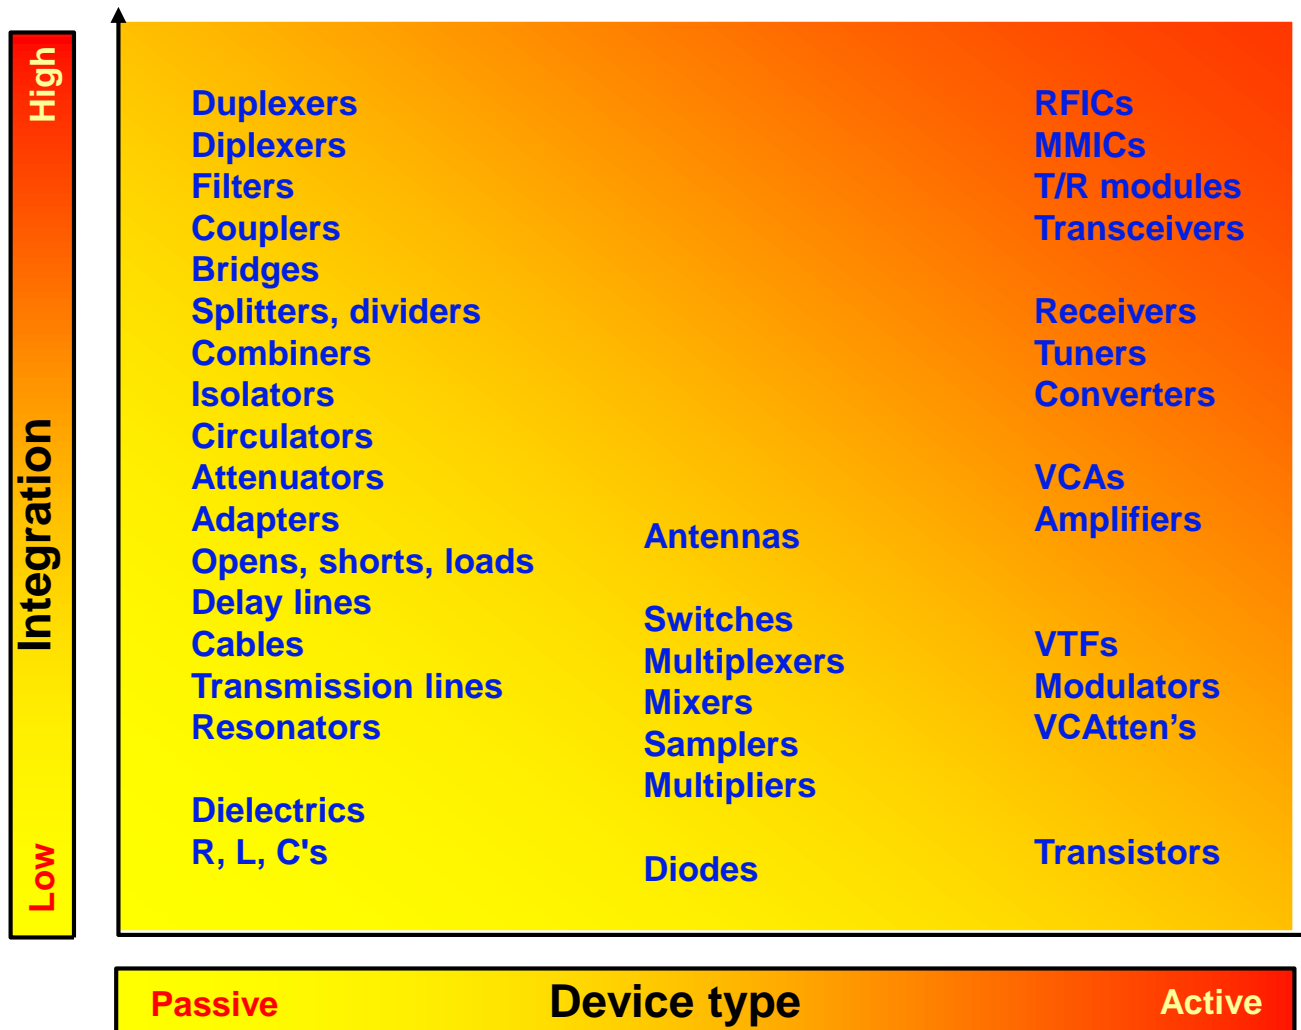 High
Integration
Low
Duplexers
Diplexers
Filters
Couplers
Bridges
Splitters, dividers
Combiners
Isolators
Circulators
Attenuators
Adapters
Opens, shorts, loads
Delay lines
Cables
Transmission lines
Resonators
Dielectrics
R, L, C's
Antennas
Switches
Multiplexers
Mixers
Samplers
Multipliers
Diodes
RFICs
MMICs
T/R modules
Transceivers
Receivers
Tuners
Converters
VCAs
Amplifiers
VTFs
Modulators
VCAtten’s
Transistors
Passive
Device type
Active